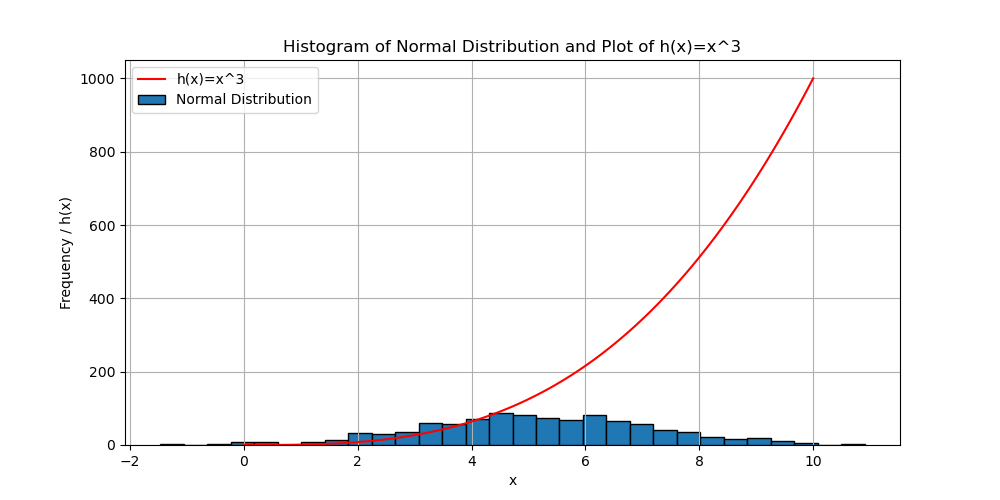 Histogram of Normal Distribution and Plot of h(x)=x^3
h(x)=x^3
Normal Distribution
1000
800
600
400
200
0
Frequency / h(x)
−2 0 2 4 6 8 10
x